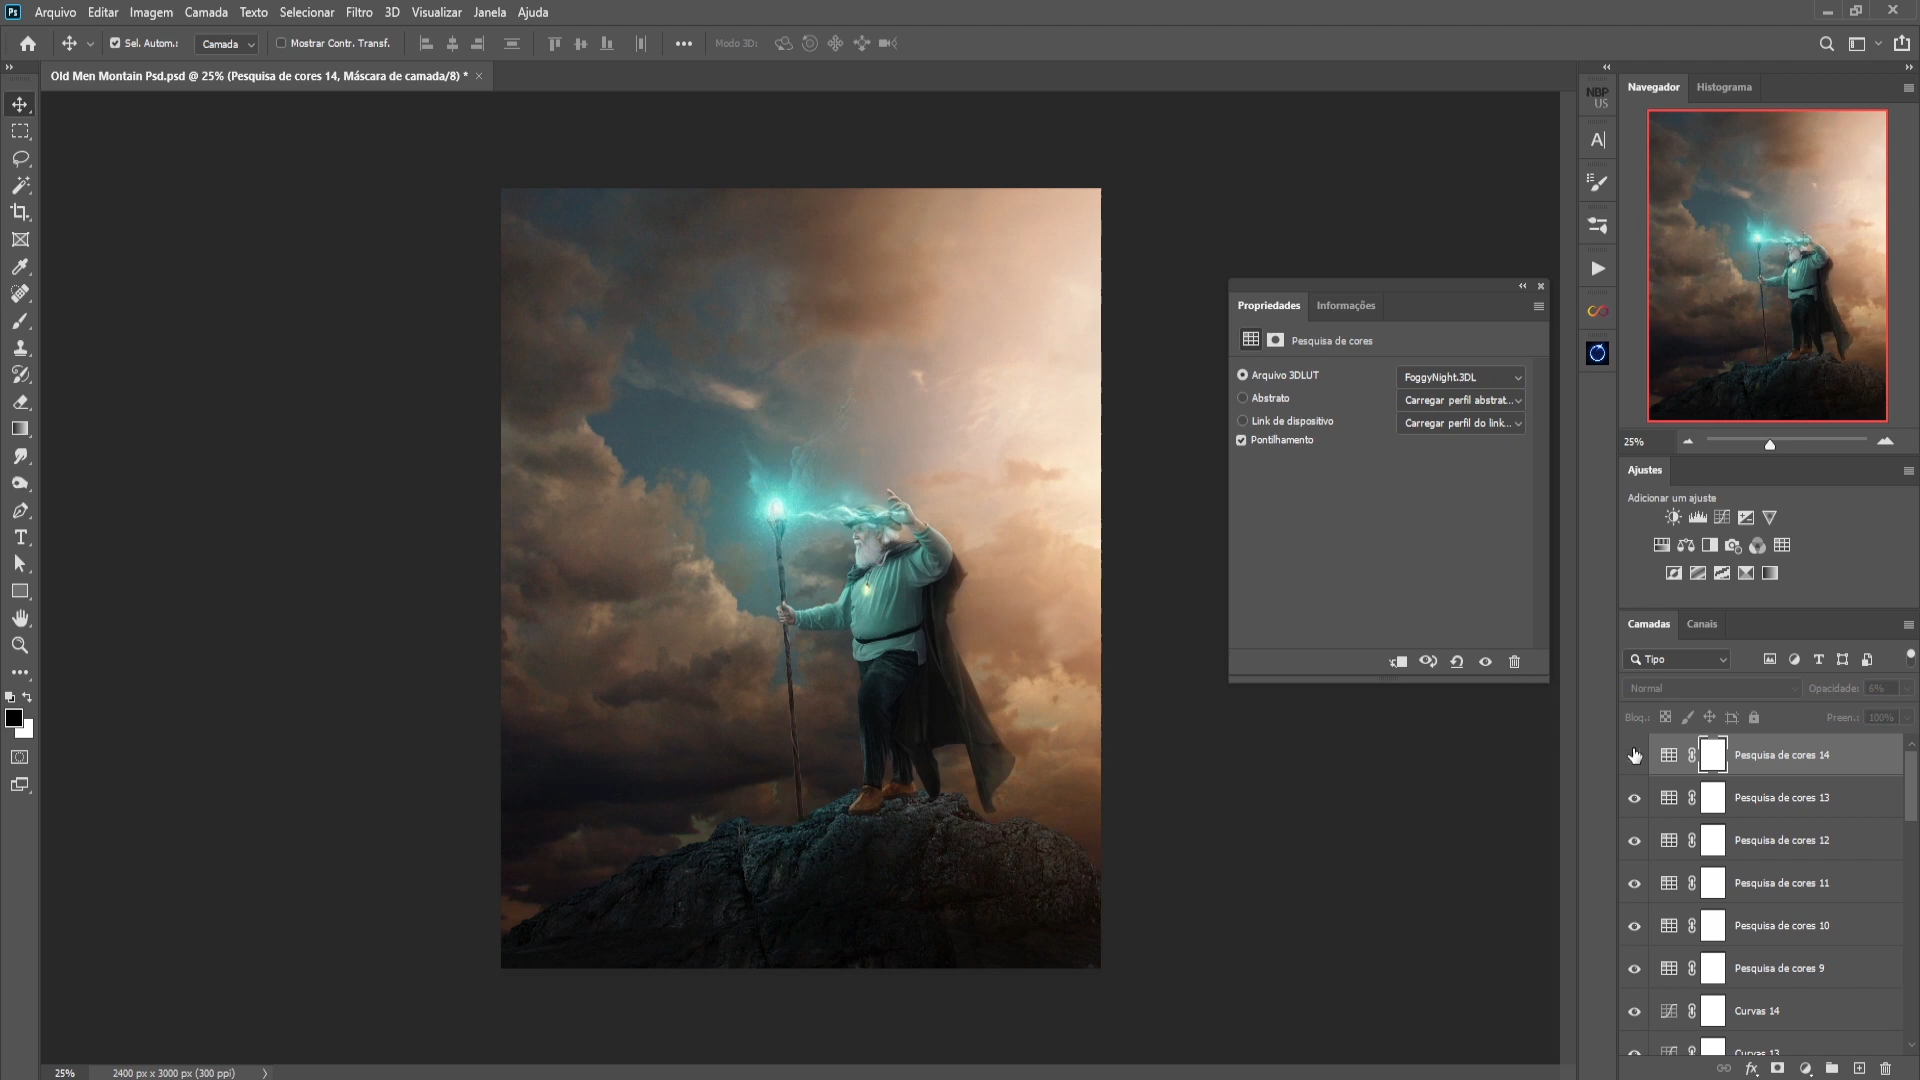 Ps Arquivo Editar Imagem Camada Texto Selecionar Filtro 3D Visualizar Janela Ajuda
Sel. Autom.: Camada Mostrar Contr. Transf. Modo 3D:
Old Men Montain Psd.psd @ 25% (Pesquisa de cores 14, Máscara de camada/8) *
NBP
US
Navegador Histograma
25%
Propriedades Informações
Pesquisa de cores
Arquivo 3DLUT FoggyNight.3DL
Abstrato Carregar perfil abstrat...
Link de dispositivo Carregar perfil do link...
Pontilhamento
Ajustes
Adicionar um ajuste
Camadas Canais
Tipo
Normal Opacidade: 6%
Bloq.: Preen.: 100%
Pesquisa de cores 14
Pesquisa de cores 13
Pesquisa de cores 12
Pesquisa de cores 11
Pesquisa de cores 10
Pesquisa de cores 9
Curvas 14
Curvas 13
25% 2400 px x 3000 px (300 ppi)